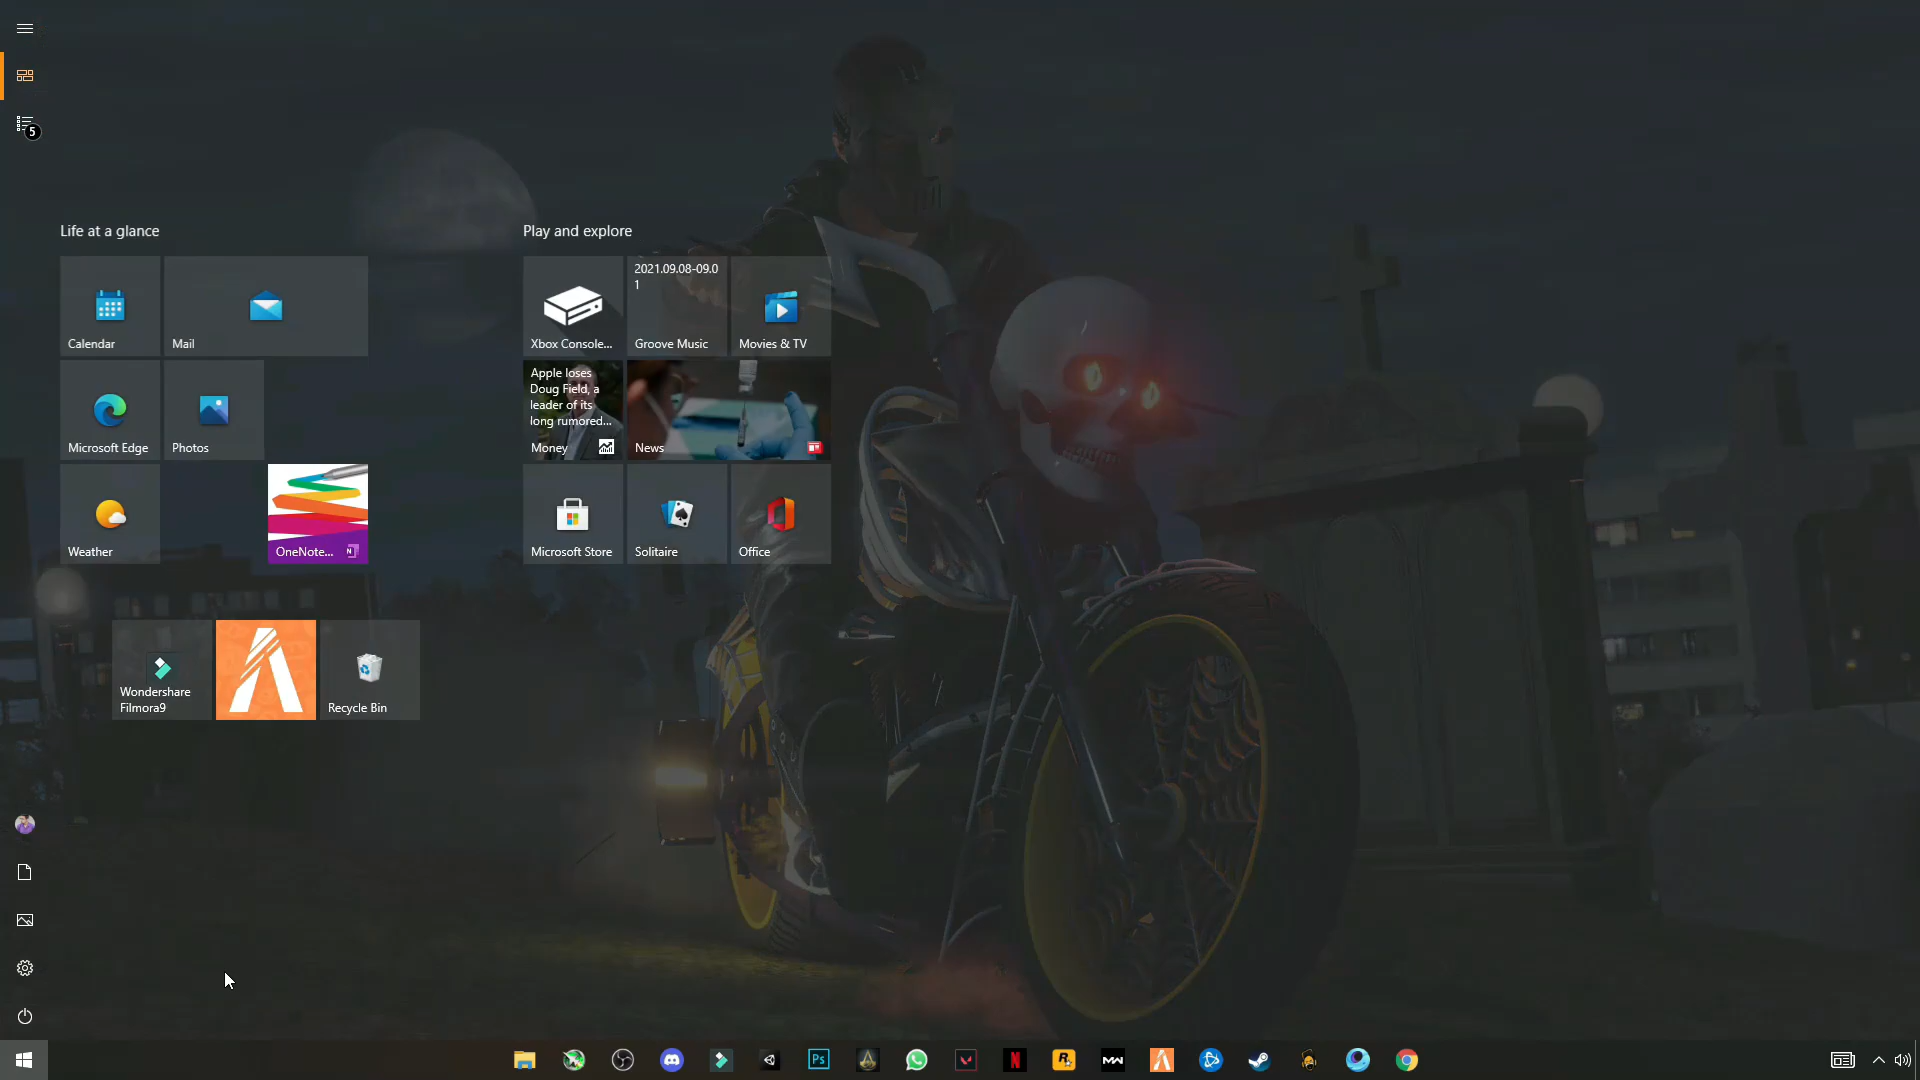 5
Life at a glance
Calendar
Mail
Microsoft Edge
Photos
Weather
OneNote...
N
Wondershare
Filmora9
Recycle Bin
Play and explore
Xbox Console...
2021.09.08-09.0
1
Groove Music
Movies & TV
Apple loses
Doug Field, a
leader of its
long rumored...
Money
News
Microsoft Store
Solitaire
Office
Ps
N
R
MW